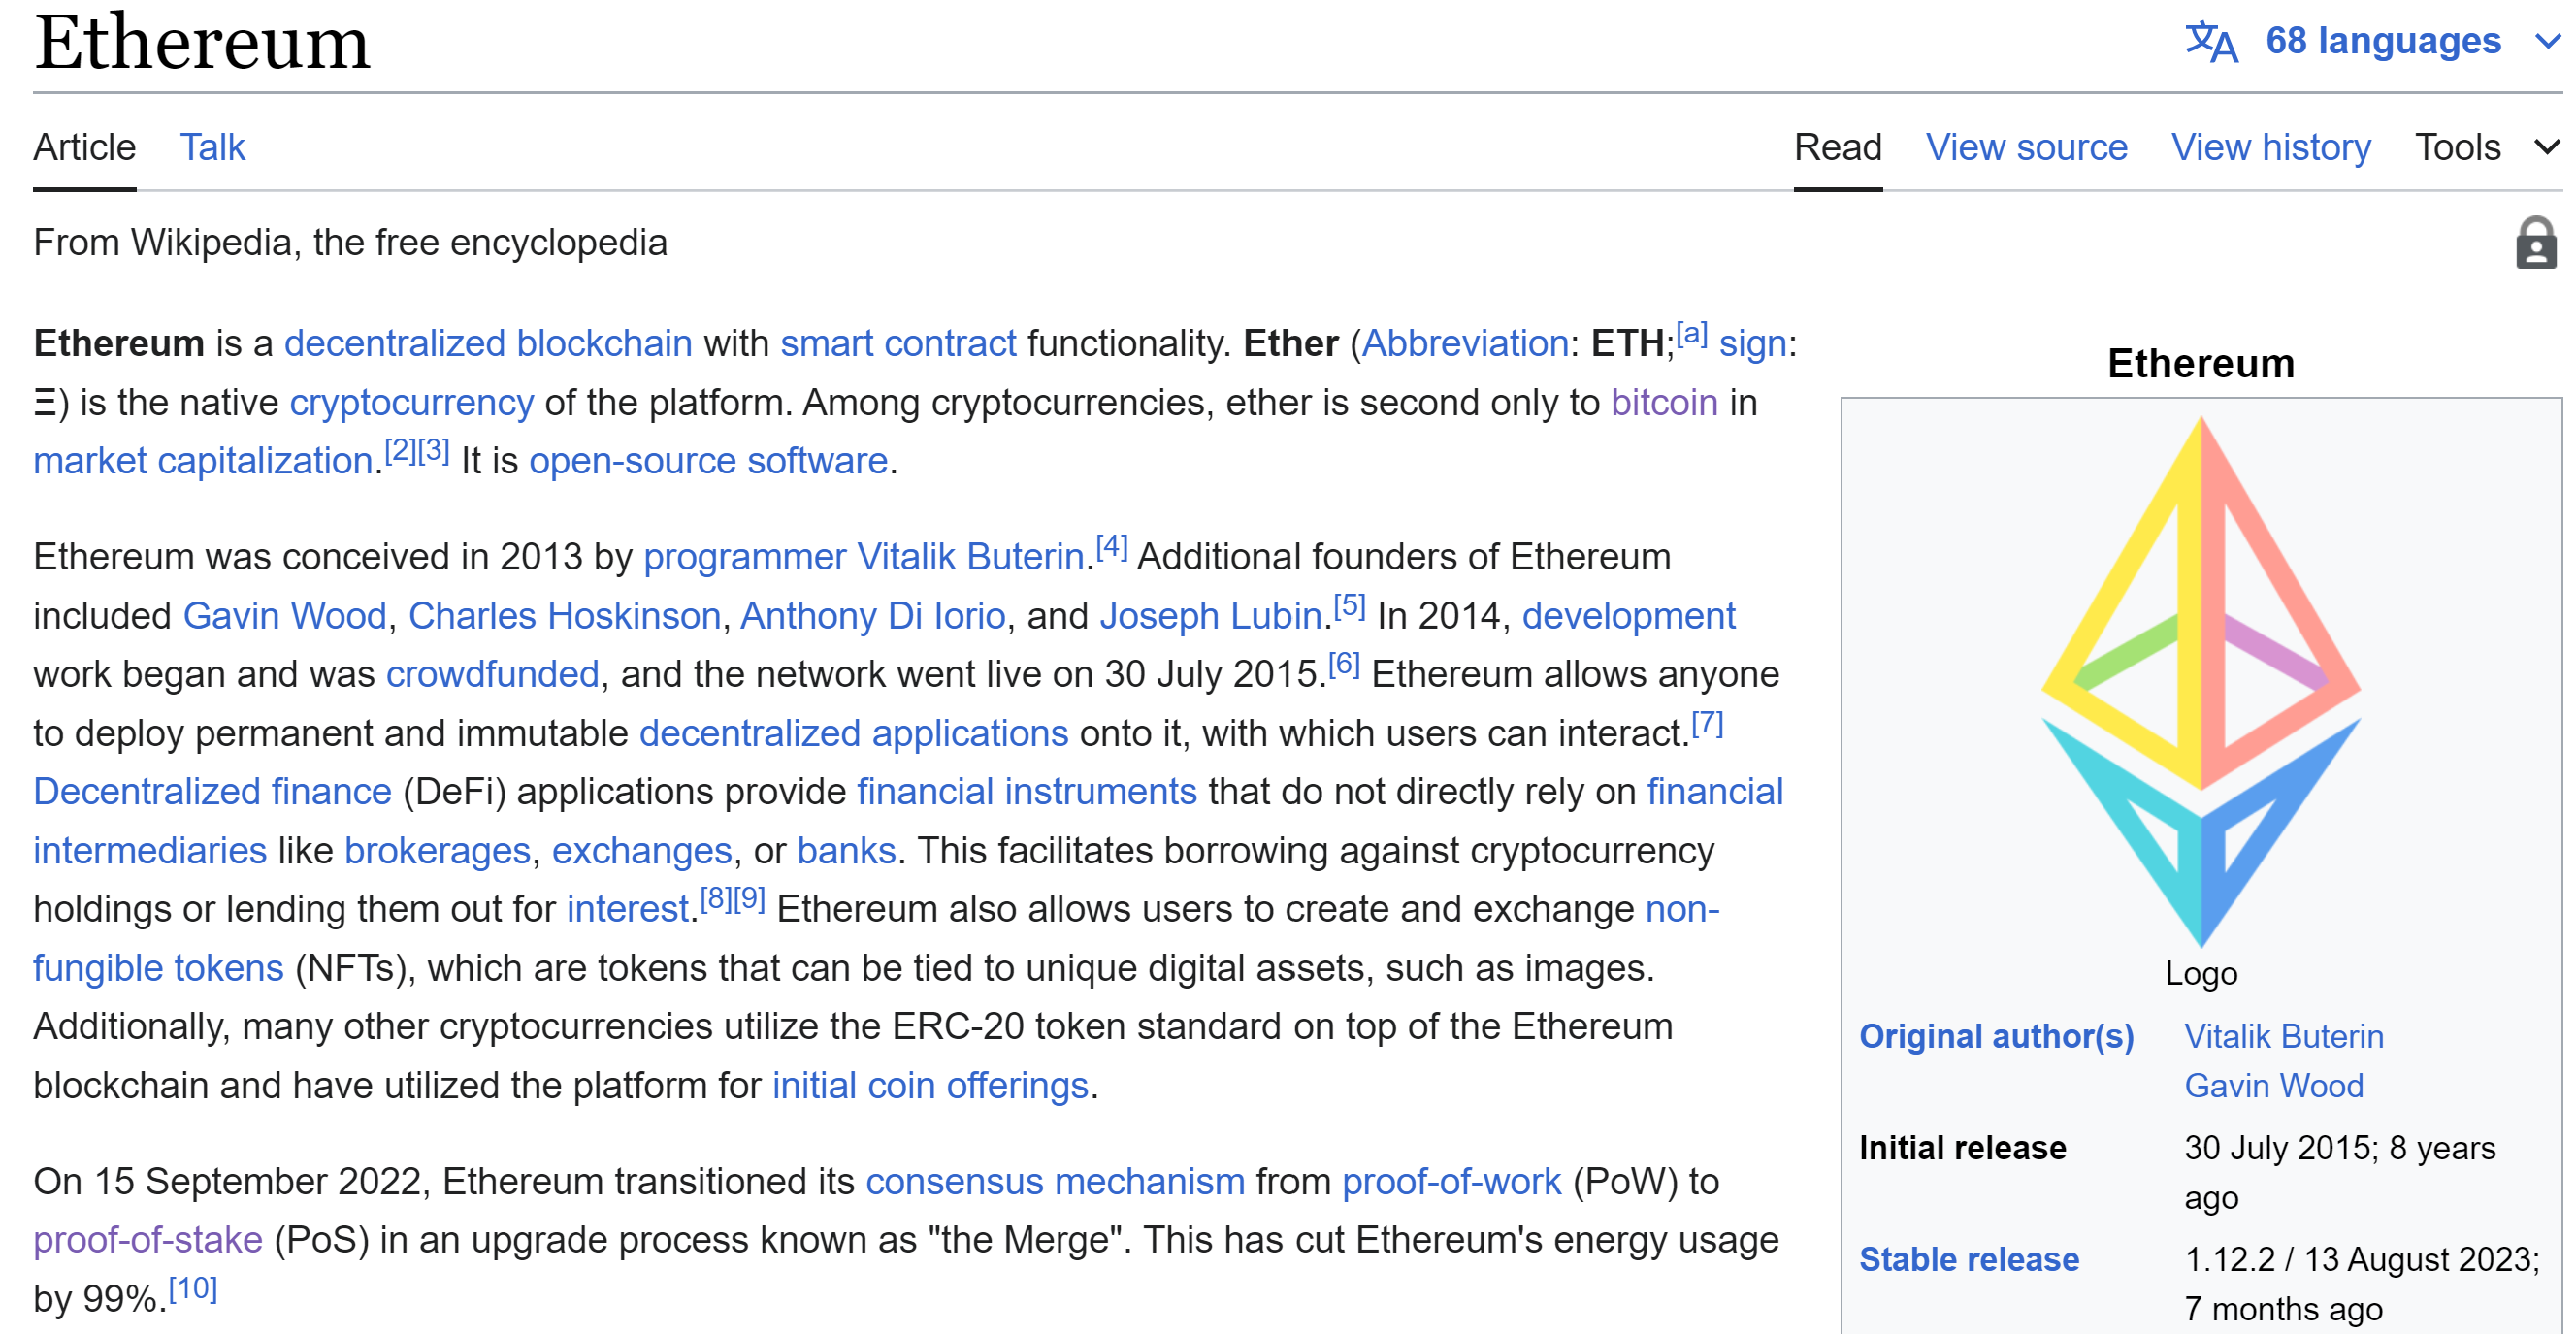 Ethereum
68 languages
Article Talk
Read View source View history Tools
From Wikipedia, the free encyclopedia
Ethereum is a decentralized blockchain with smart contract functionality. Ether (Abbreviation: ETH;[a] sign:
Ξ) is the native cryptocurrency of the platform. Among cryptocurrencies, ether is second only to bitcoin in
market capitalization.[2][3] It is open-source software.
Ethereum was conceived in 2013 by programmer Vitalik Buterin.[4] Additional founders of Ethereum
included Gavin Wood, Charles Hoskinson, Anthony Di Iorio, and Joseph Lubin.[5] In 2014, development
work began and was crowdfunded, and the network went live on 30 July 2015.[6] Ethereum allows anyone
to deploy permanent and immutable decentralized applications onto it, with which users can interact.[7]
Decentralized finance (DeFi) applications provide financial instruments that do not directly rely on financial
intermediaries like brokerages, exchanges, or banks. This facilitates borrowing against cryptocurrency
holdings or lending them out for interest.[8][9] Ethereum also allows users to create and exchange non-
fungible tokens (NFTs), which are tokens that can be tied to unique digital assets, such as images.
Additionally, many other cryptocurrencies utilize the ERC-20 token standard on top of the Ethereum
blockchain and have utilized the platform for initial coin offerings.
On 15 September 2022, Ethereum transitioned its consensus mechanism from proof-of-work (PoW) to
proof-of-stake (PoS) in an upgrade process known as "the Merge". This has cut Ethereum's energy usage
by 99%.[10]
Ethereum
Logo
Original author(s) Vitalik Buterin
Gavin Wood
Initial release 30 July 2015; 8 years
ago
Stable release 1.12.2 / 13 August 2023;
7 months ago